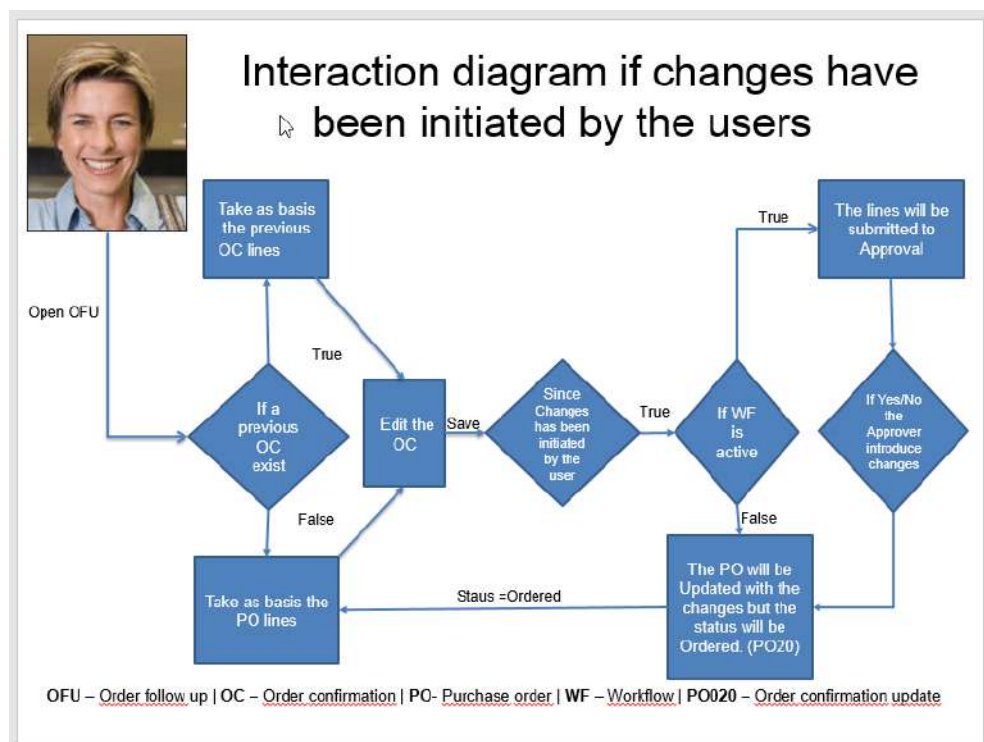 Interaction diagram if changes have
been initiated by the users
Take as basis
the previous
OC lines
True
The lines will be
submitted to
Approval
Open OFU
True
If a
previous
OC
exist
Edit the
OC
Save
Since
Changes
has been
initiated
by the
user
True
If WF
is
active
If Yes/No
the
Approver
introduce
changes
False
False
Take as basis the
PO lines
Staus =Ordered
The PO will be
Updated with the
changes but the
status will be
Ordered. (PO20)
OFU – Order follow up | OC – Order confirmation | PO- Purchase order | WF – Workflow | PO020 – Order confirmation update